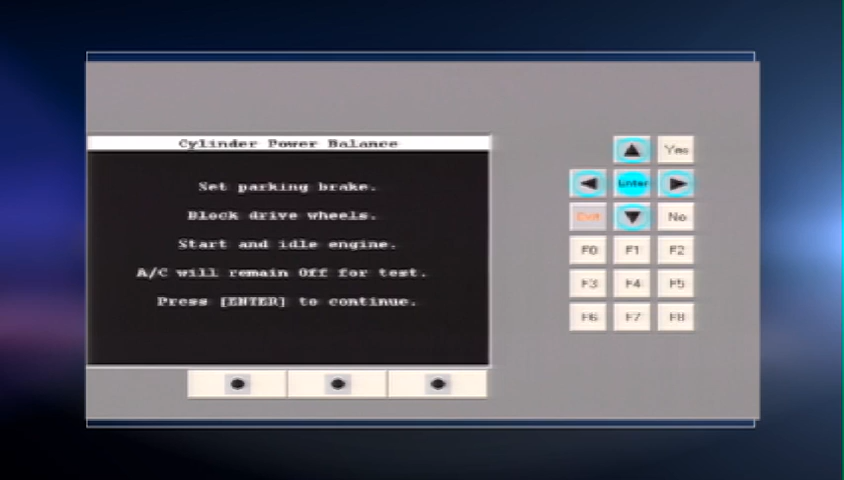 Cylinder Power Balance
Set parking brake.
Block drive wheels.
Start and idle engine.
A/C will remain Off for test.
Press [ENTER] to continue.
Yes
Enter
Exit
No
F0 F1 F2
F3 F4 F5
F6 F7 F8